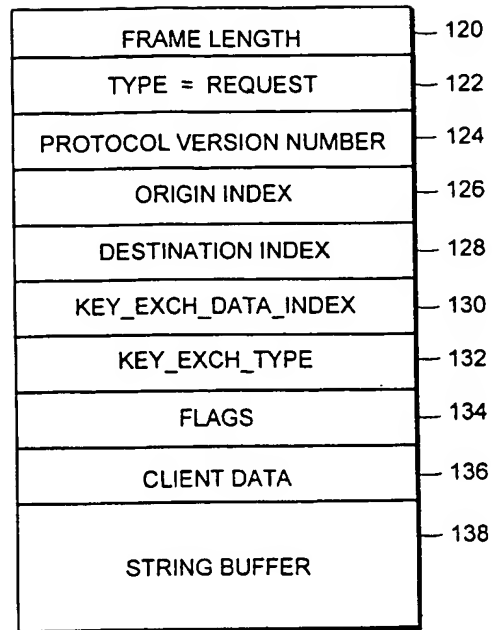 FRAME LENGTH 120
TYPE = REQUEST 122
PROTOCOL VERSION NUMBER 124
ORIGIN INDEX 126
DESTINATION INDEX 128
KEY_EXCH_DATA_INDEX 130
KEY_EXCH_TYPE 132
FLAGS 134
CLIENT DATA 136
STRING BUFFER 138